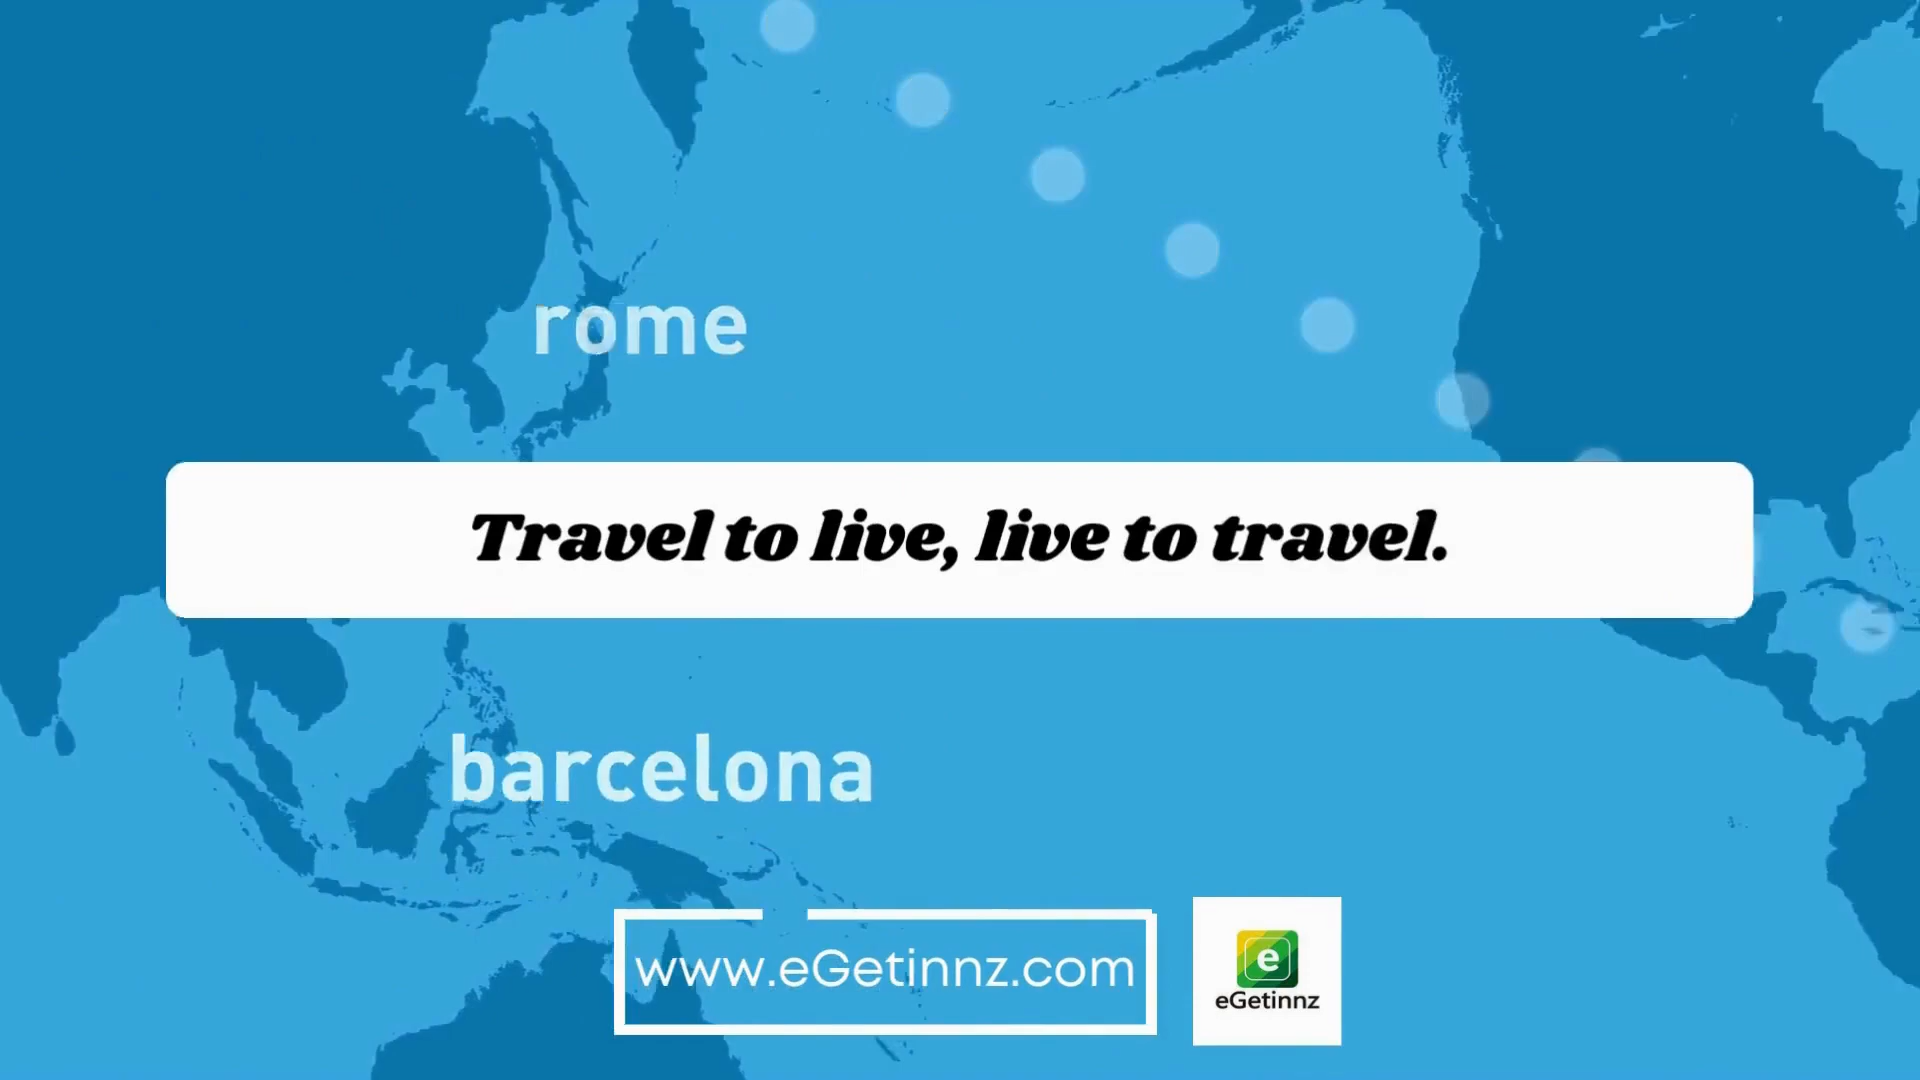 rome
Travel to live, live to travel.
barcelona
www.eGetinnz.com
e
eGetinnz